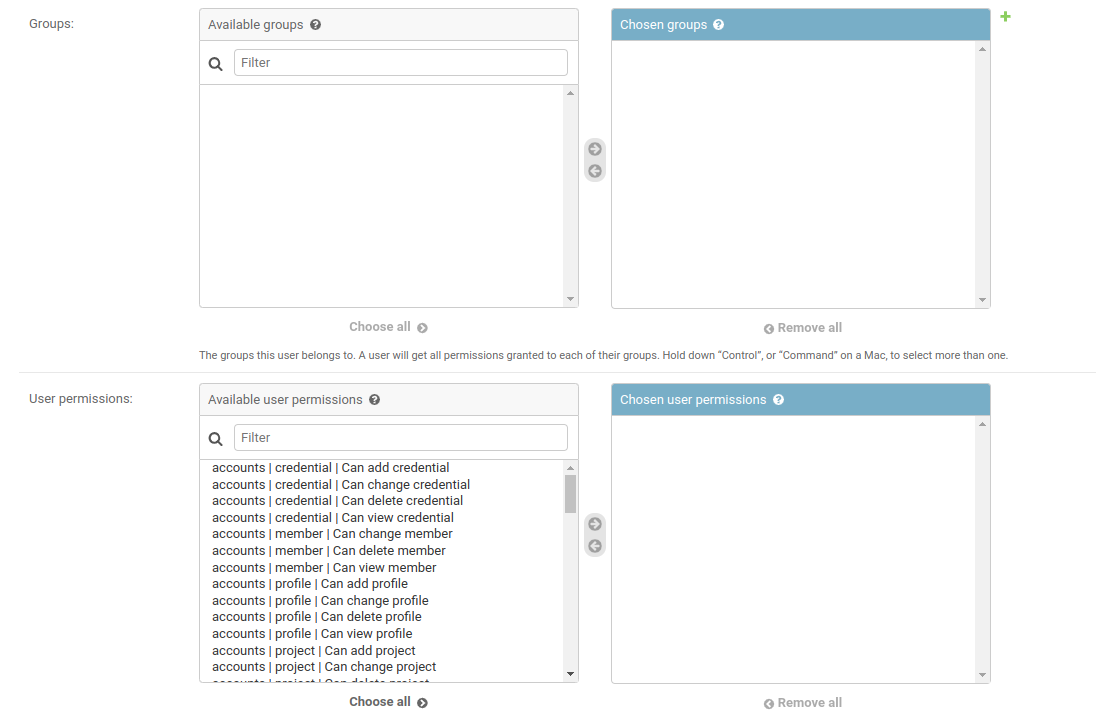 Groups:
Available groups
Chosen groups
Filter
Choose all
Remove all
The groups this user belongs to. A user will get all permissions granted to each of their groups. Hold down “Control”, or “Command” on a Mac, to select more than one.
User permissions:
Available user permissions
Chosen user permissions
Filter
accounts | credential | Can add credential
accounts | credential | Can change credential
accounts | credential | Can delete credential
accounts | credential | Can view credential
accounts | member | Can change member
accounts | member | Can delete member
accounts | member | Can view member
accounts | profile | Can add profile
accounts | profile | Can change profile
accounts | profile | Can delete profile
accounts | profile | Can view profile
accounts | project | Can add project
accounts | project | Can change project
accounts | project | Can delete project
Choose all
Remove all